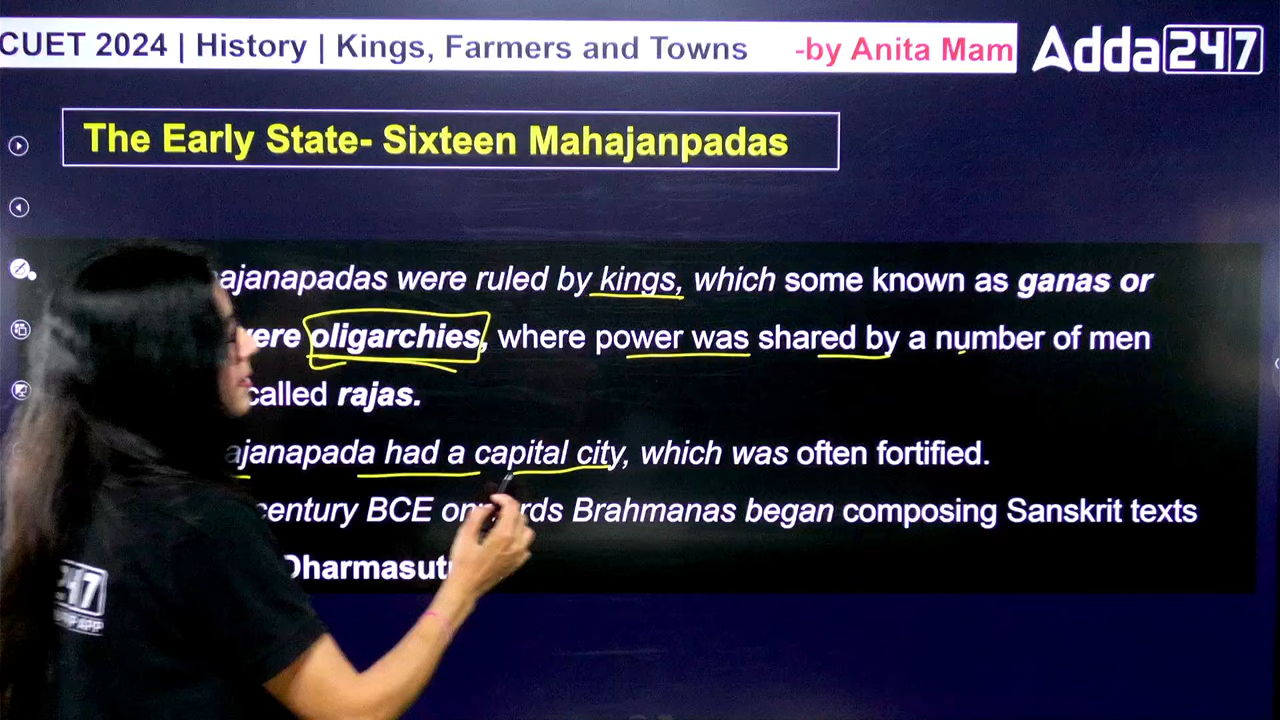 CUET 2024 | History | Kings, Farmers and Towns -by Anita Mam Adda247
The Early State- Sixteen Mahajanpadas
ajanapadas were ruled by kings, which some known as ganas or
ere oligarchies, where power was shared by a number of men
called rajas.
ajanapada had a capital city, which was often fortified.
century BCE Brahmanas began composing Sanskrit texts
Dharmasut
247
APP